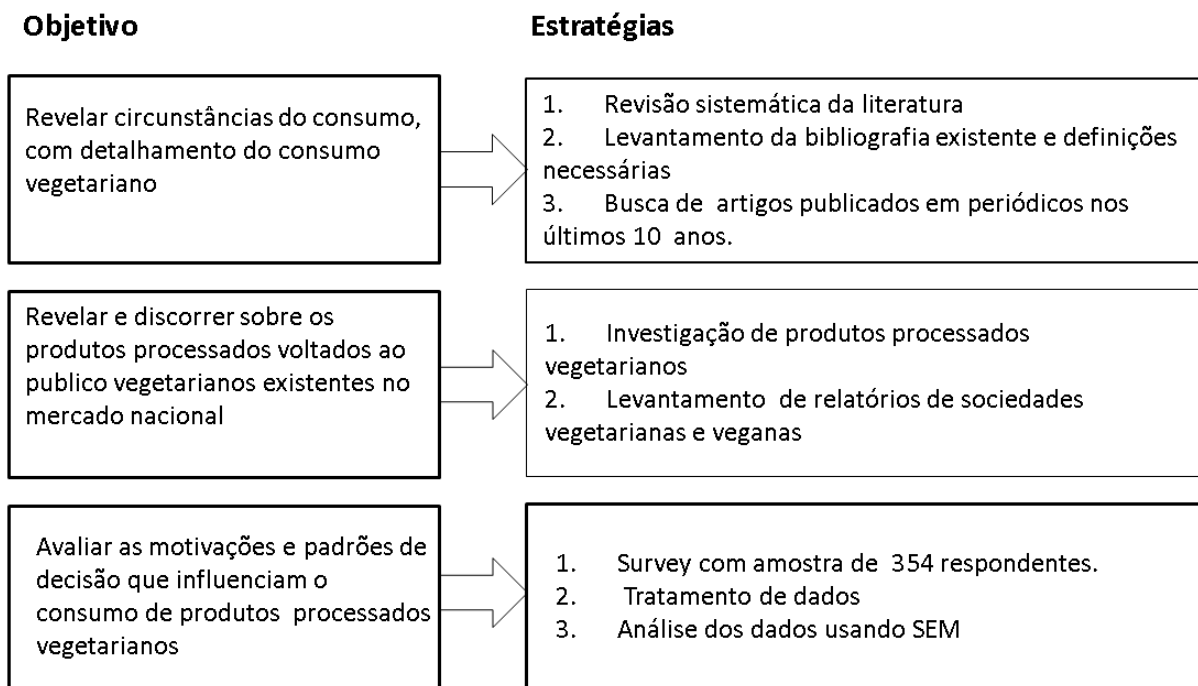 Objetivo
Estratégias
Revelar circunstâncias do consumo,
com detalhamento do consumo
vegetariano
1. Revisão sistemática da literatura
2. Levantamento da bibliografia existente e definições
necessárias
3. Busca de artigos publicados em periódicos nos
últimos 10 anos.
Revelar e discorrer sobre os
produtos processados voltados ao
publico vegetarianos existentes no
mercado nacional
1. Investigação de produtos processados
vegetarianos
2. Levantamento de relatórios de sociedades
vegetarianas e veganas
Avaliar as motivações e padrões de
decisão que influenciam o
consumo de produtos processados
vegetarianos
1. Survey com amostra de 354 respondentes.
2. Tratamento de dados
3. Análise dos dados usando SEM